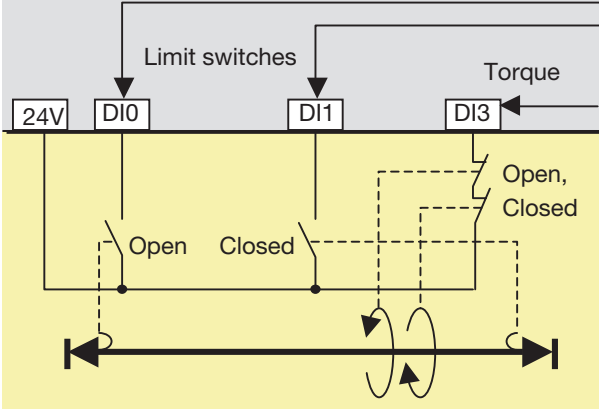 Limit switches
Torque
24V DI0 DI1 DI3
Open,
Closed
Open Closed